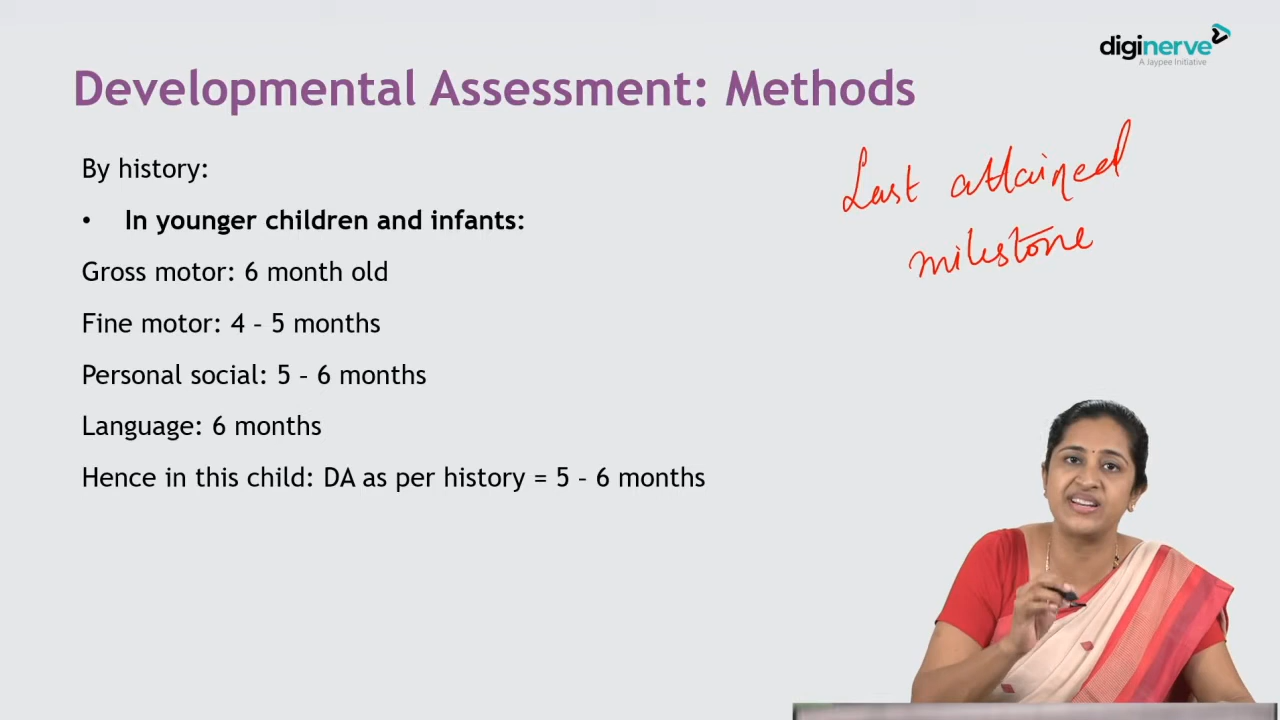 diginerve
A Jaypee Initiative
Developmental Assessment: Methods
By history:
• In younger children and infants:
Gross motor: 6 month old
Fine motor: 4 – 5 months
Personal social: 5 – 6 months
Language: 6 months
Hence in this child: DA as per history = 5 – 6 months
Last attained
milestone